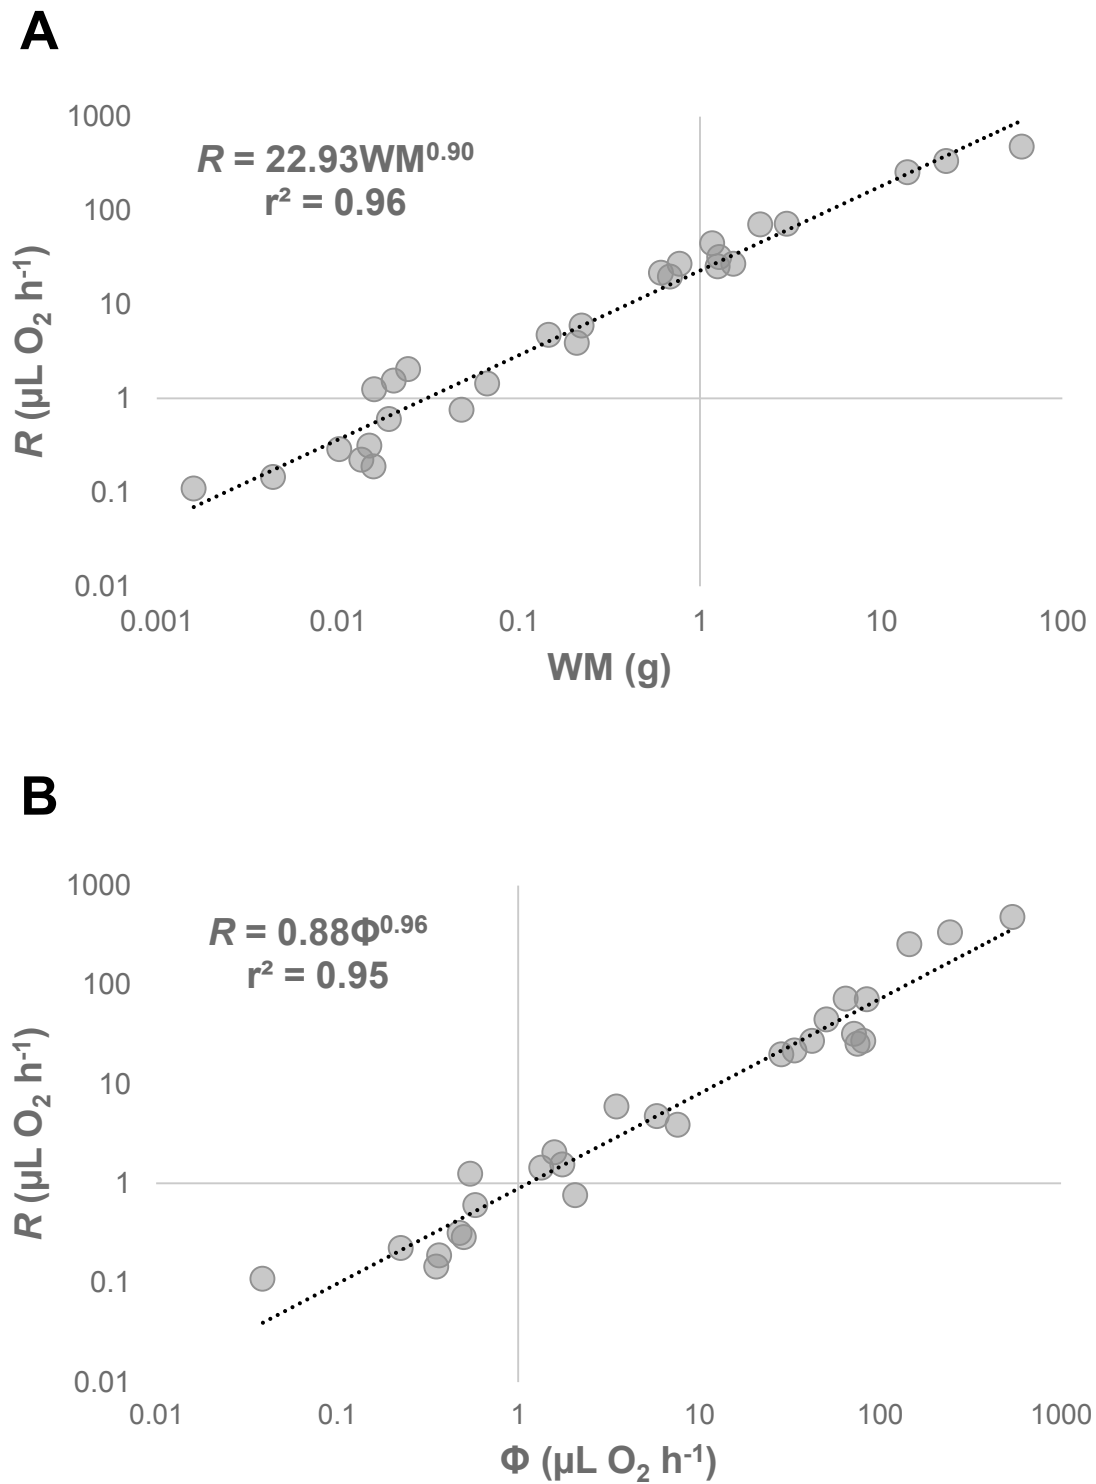 A
1000
R = 22.93WM^0.90
r² = 0.96
100
10
1
0.1
0.01
R (µL O₂ h⁻¹)
0.001 0.01 0.1 1 10 100
WM (g)
B
1000
R = 0.88Φ^0.96
r² = 0.95
100
10
1
0.1
0.01
R (µL O₂ h⁻¹)
0.01 0.1 1 10 100 1000
Φ (µL O₂ h⁻¹)